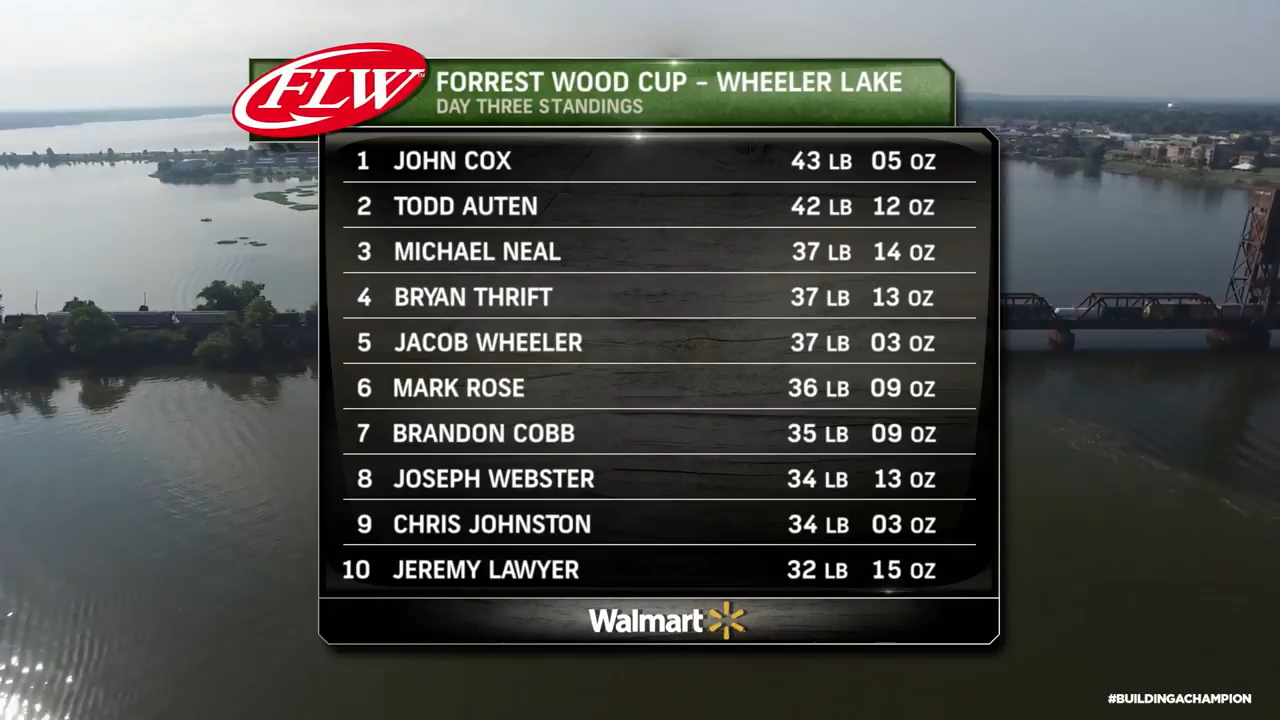 FLW
FORREST WOOD CUP – WHEELER LAKE
DAY THREE STANDINGS
1 JOHN COX 43 LB 05 OZ
2 TODD AUTEN 42 LB 12 OZ
3 MICHAEL NEAL 37 LB 14 OZ
4 BRYAN THRIFT 37 LB 13 OZ
5 JACOB WHEELER 37 LB 03 OZ
6 MARK ROSE 36 LB 09 OZ
7 BRANDON COBB 35 LB 09 OZ
8 JOSEPH WEBSTER 34 LB 13 OZ
9 CHRIS JOHNSTON 34 LB 03 OZ
10 JEREMY LAWYER 32 LB 15 OZ
Walmart
#BUILDINGACHAMPION